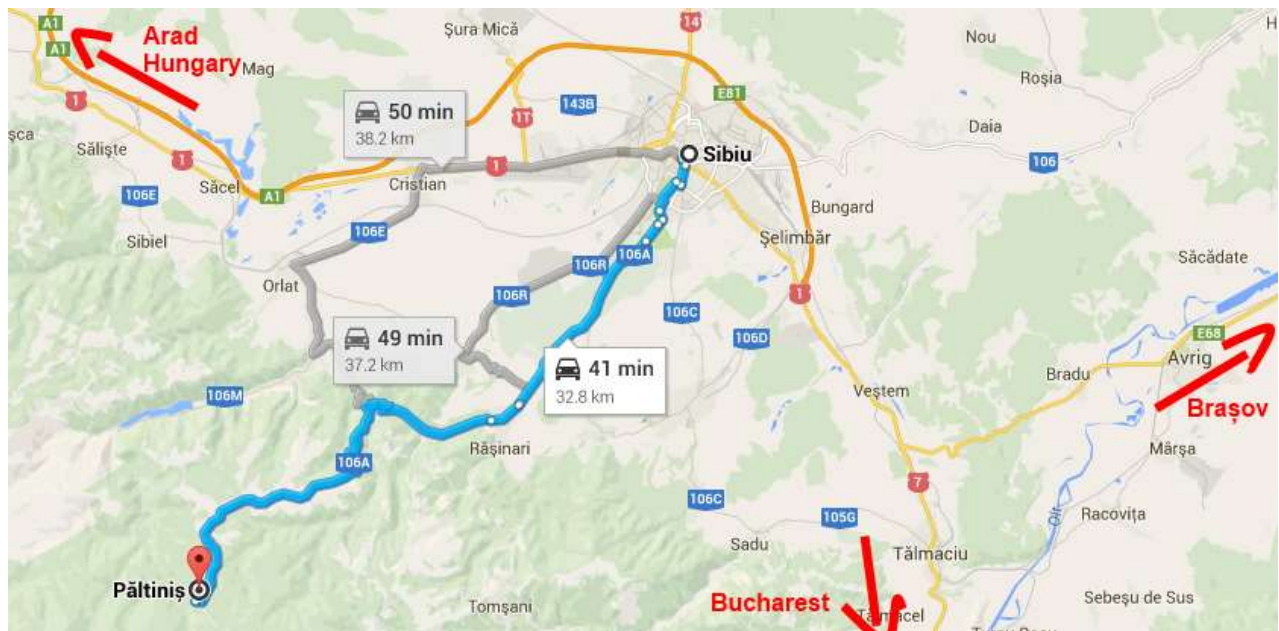 14
Șura Mică
A1
Arad
Hungary
A1
Mag
Nou
Roșia
H
E81
1
50 min
38.2 km
143B
1T
Daia
Săliște
1
Sibiu
106
Săcel
A1
Cristian
1
106E
Bungard
106E
Sibiel
Șelimbăr
106A
106R
Săcădate
Orlat
106R
1
106C
49 min
37.2 km
106D
E68
Avrig
41 min
32.8 km
Bradu
106M
Veștem
Brașov
Rășinari
Mârșa
106A
7
106C
105G
Olt
Racovița
Sadu
Tălmaciu
Păltiniș
Bucharest
Tomșani
Tălmacel
Sebeșu de Sus